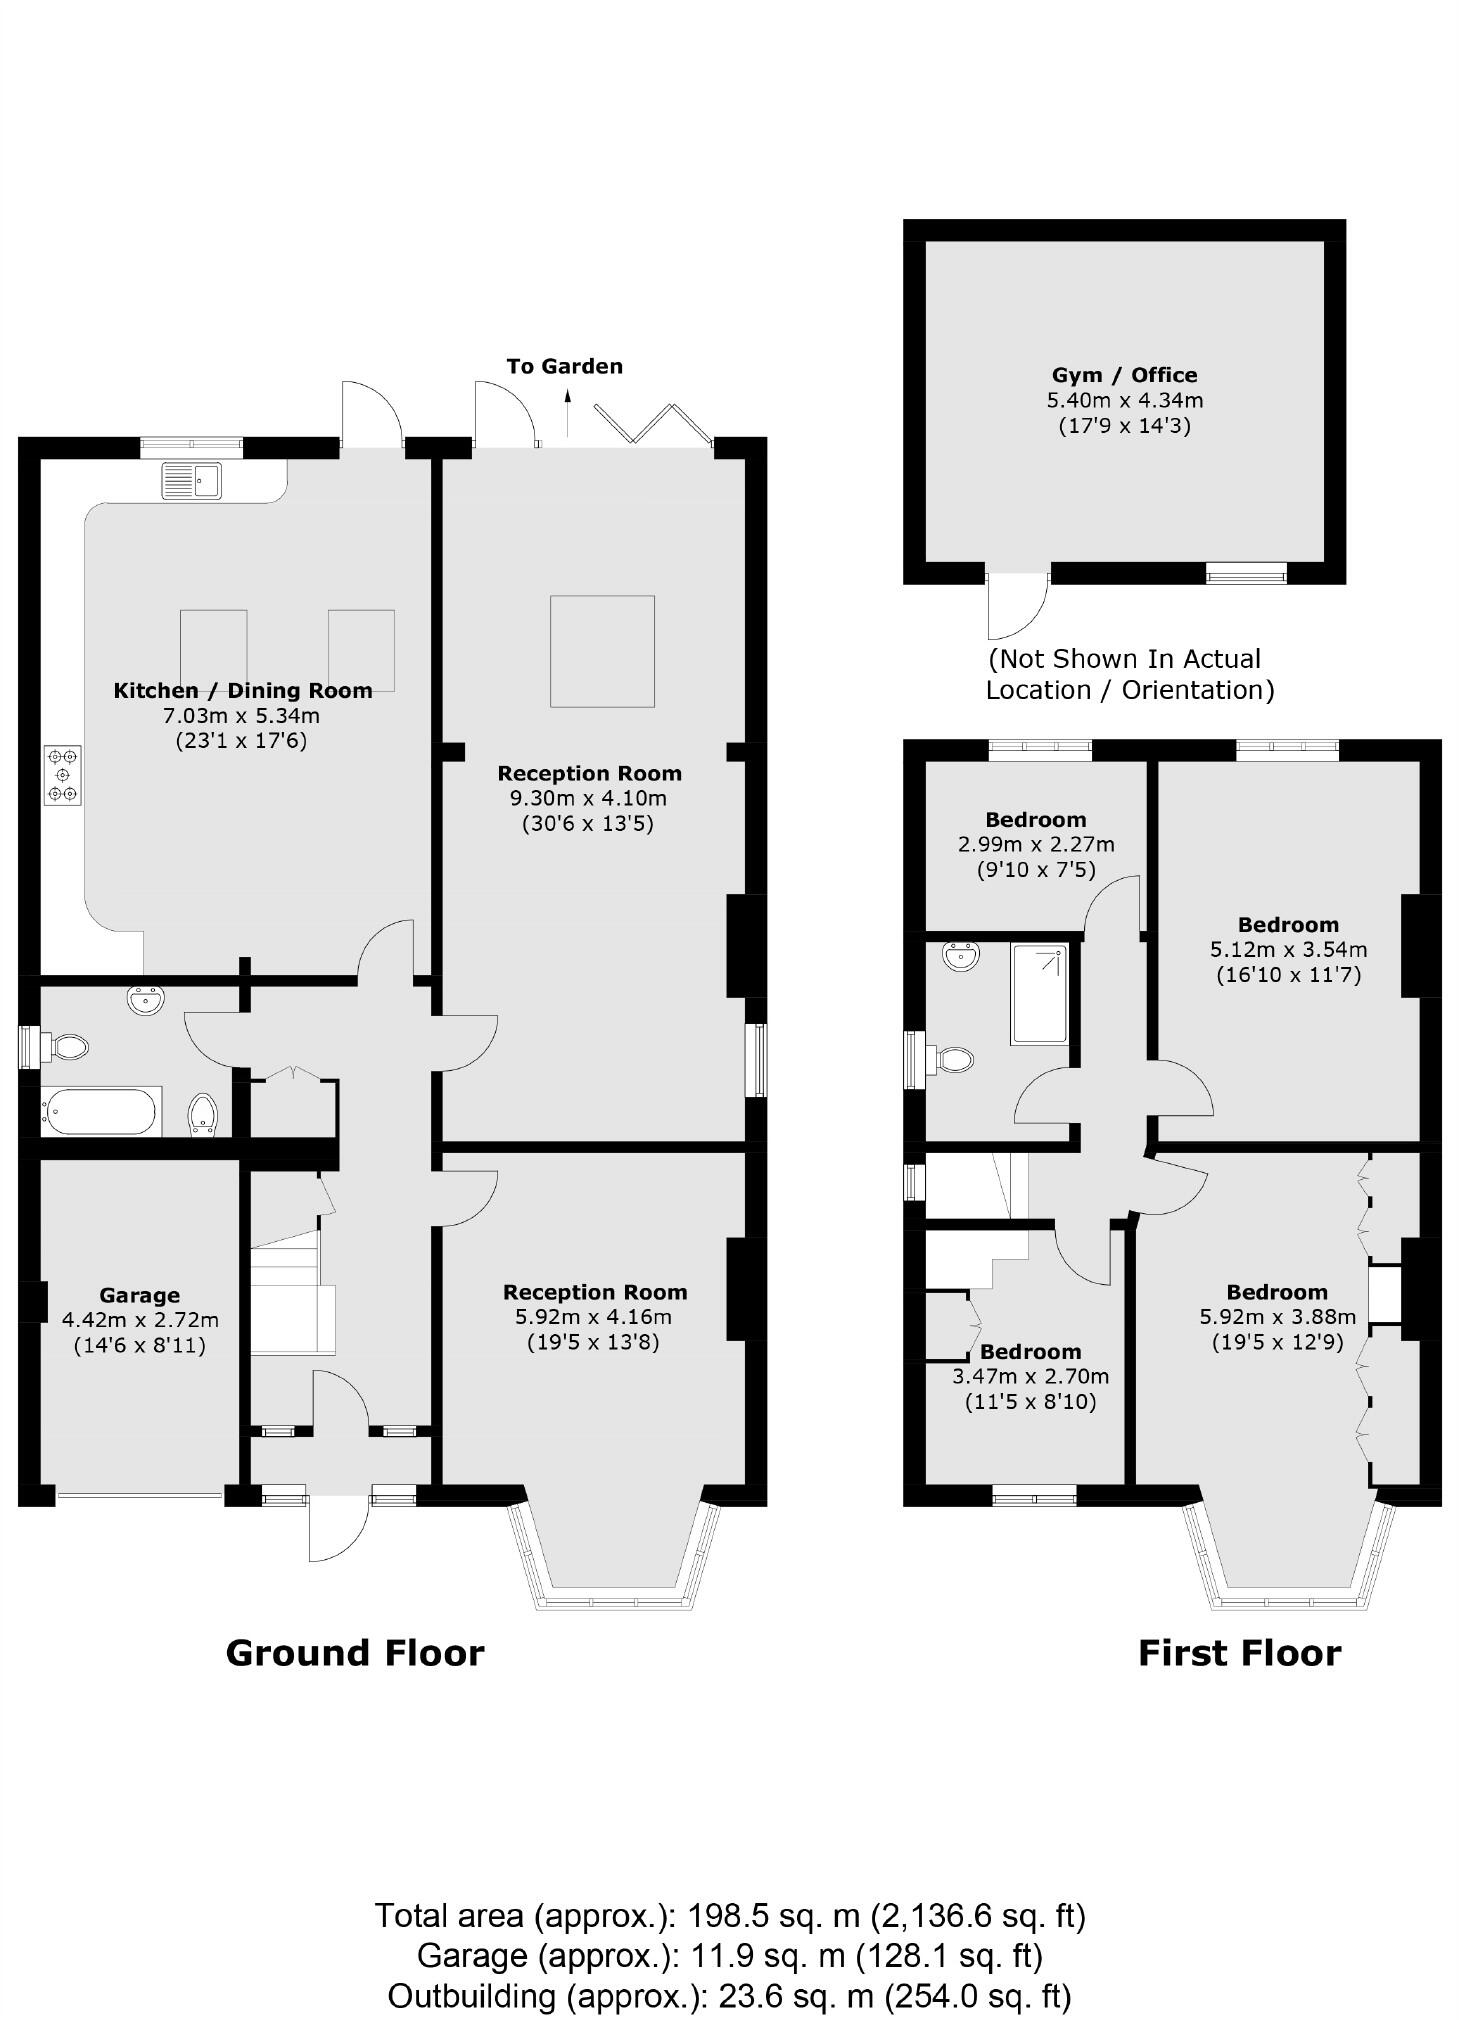 Gym / Office
5.40m x 4.34m
(17'9 x 14'3)
To Garden
(Not Shown In Actual
Location / Orientation)
Kitchen / Dining Room
7.03m x 5.34m
(23'1 x 17'6)
Reception Room
9.30m x 4.10m
(30'6 x 13'5)
Bedroom
2.99m x 2.27m
(9'10 x 7'5)
Bedroom
5.12m x 3.54m
(16'10 x 11'7)
Garage
4.42m x 2.72m
(14'6 x 8'11)
Reception Room
5.92m x 4.16m
(19'5 x 13'8)
Bedroom
5.92m x 3.88m
(19'5 x 12'9)
Bedroom
3.47m x 2.70m
(11'5 x 8'10)
Ground Floor
First Floor
Total area (approx.): 198.5 sq. m (2,136.6 sq. ft)
Garage (approx.): 11.9 sq. m (128.1 sq. ft)
Outbuilding (approx.): 23.6 sq. m (254.0 sq. ft)